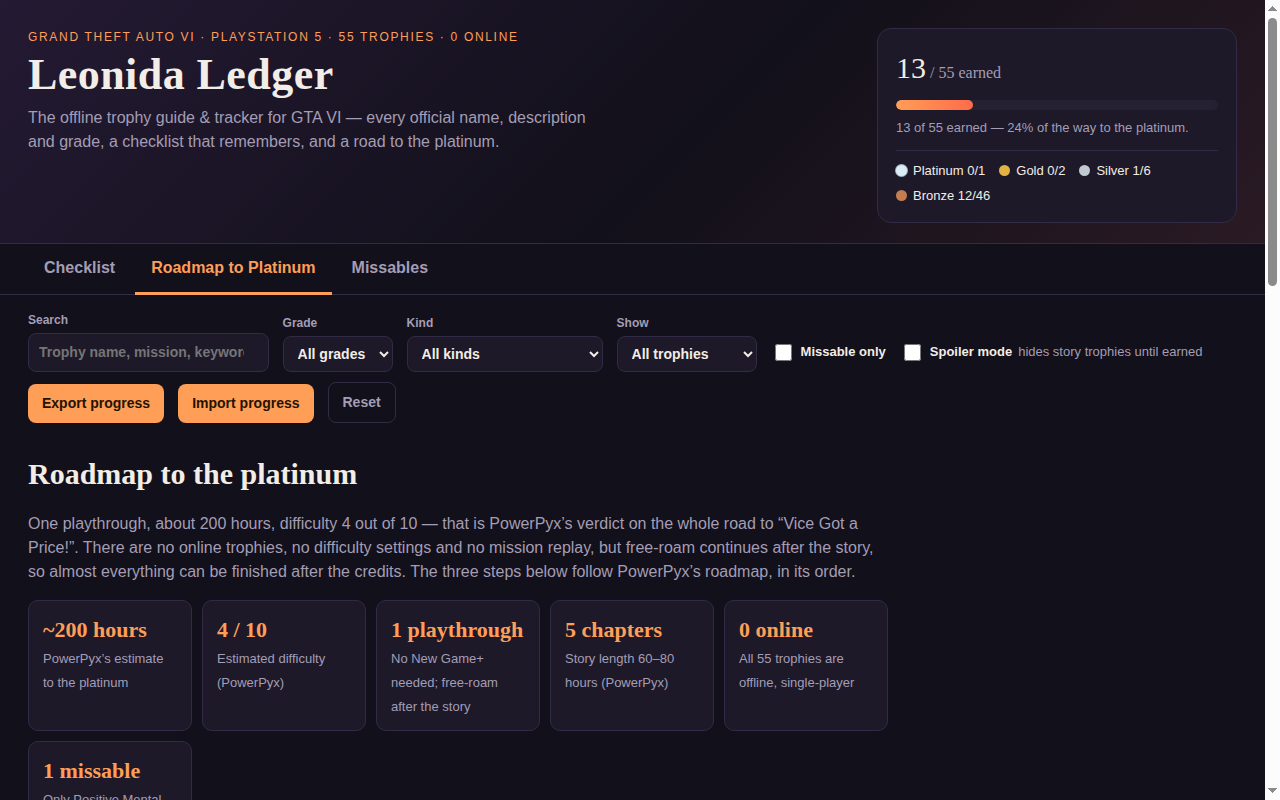 GRAND THEFT AUTO VI · PLAYSTATION 5 · 55 TROPHIES · 0 ONLINE
Leonida Ledger
The offline trophy guide & tracker for GTA VI — every official name, description
and grade, a checklist that remembers, and a road to the platinum.
13 / 55 earned
13 of 55 earned — 24% of the way to the platinum.
Platinum 0/1 Gold 0/2 Silver 1/6
Bronze 12/46
Checklist Roadmap to Platinum Missables
Search Grade Kind Show
Trophy name, mission, keyword All grades All kinds All trophies Missable only Spoiler mode hides story trophies until earned
Export progress Import progress Reset
Roadmap to the platinum
One playthrough, about 200 hours, difficulty 4 out of 10 — that is PowerPyx’s verdict on the whole road to “Vice Got a
Price!”. There are no online trophies, no difficulty settings and no mission replay, but free-roam continues after the story,
so almost everything can be finished after the credits. The three steps below follow PowerPyx’s roadmap, in its order.
~200 hours
PowerPyx’s estimate
to the platinum
4 / 10
Estimated difficulty
(PowerPyx)
1 playthrough
No New Game+
needed; free-roam
after the story
5 chapters
Story length 60–80
hours (PowerPyx)
0 online
All 55 trophies are
offline, single-player
1 missable
Only Positive Mental